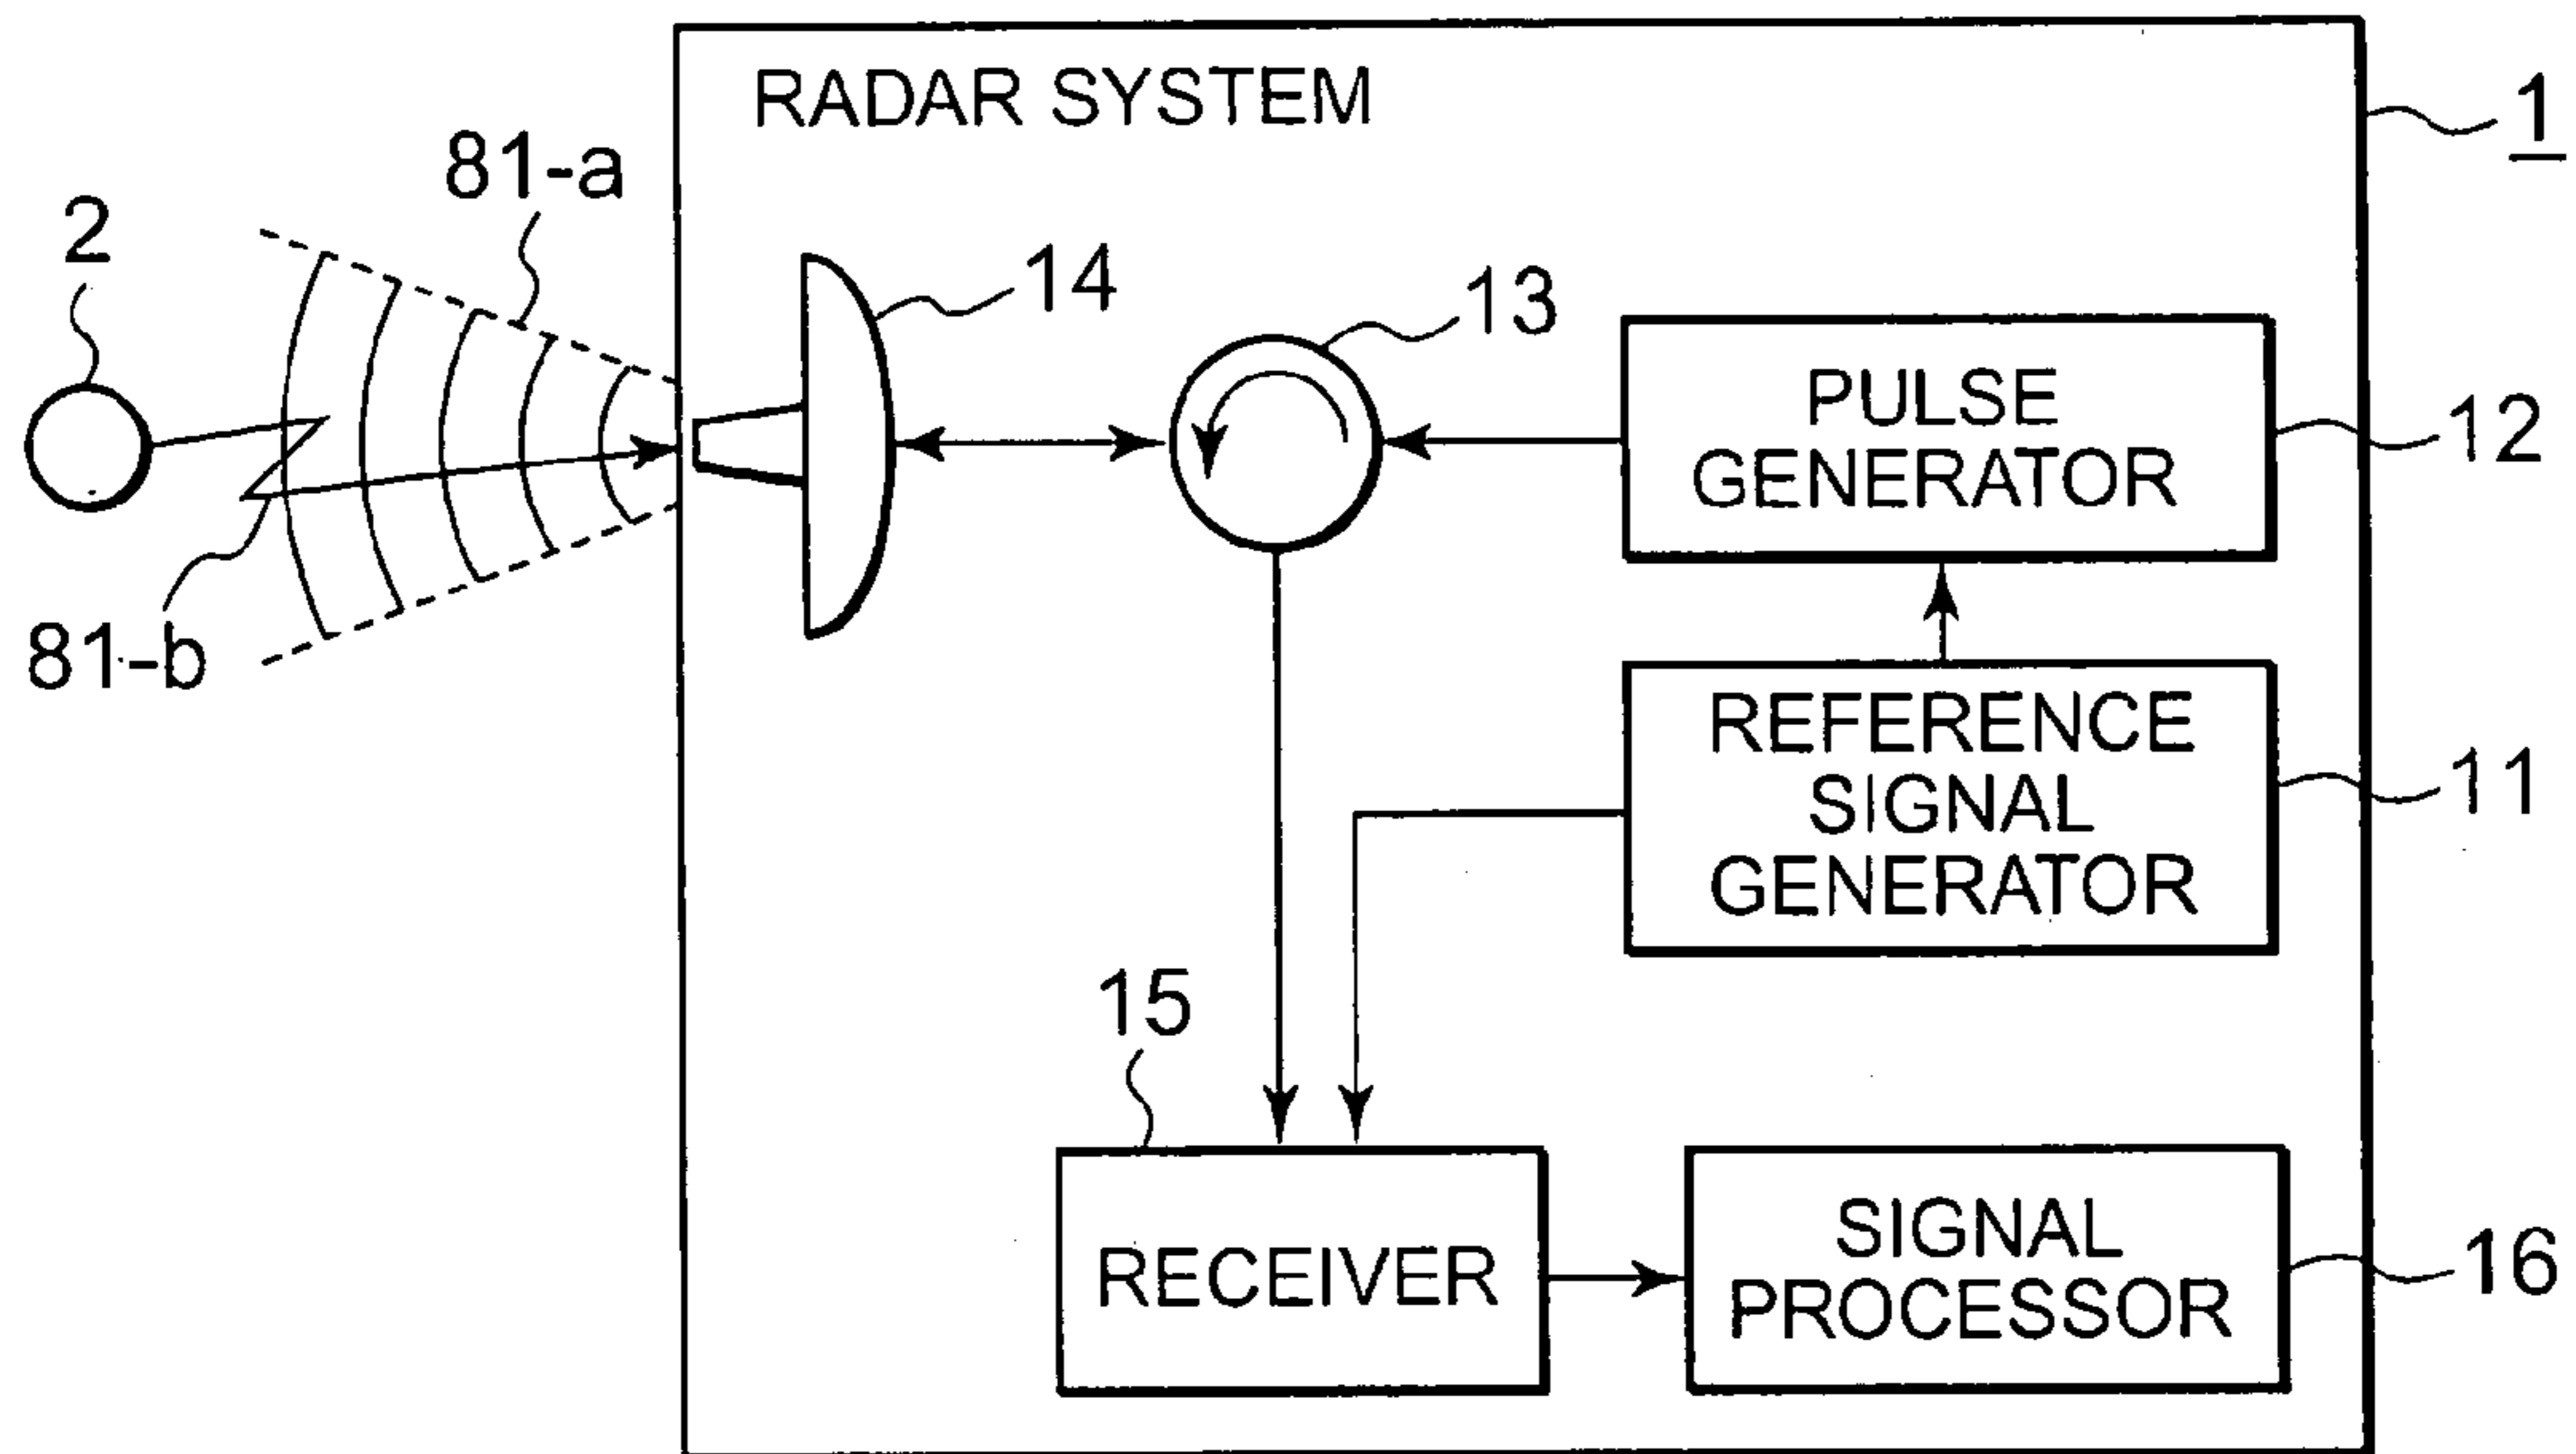 RADAR SYSTEM
1
81-a
2
14
13
PULSE
GENERATOR
12
81-b
REFERENCE
SIGNAL
GENERATOR
11
15
RECEIVER
SIGNAL
PROCESSOR
16